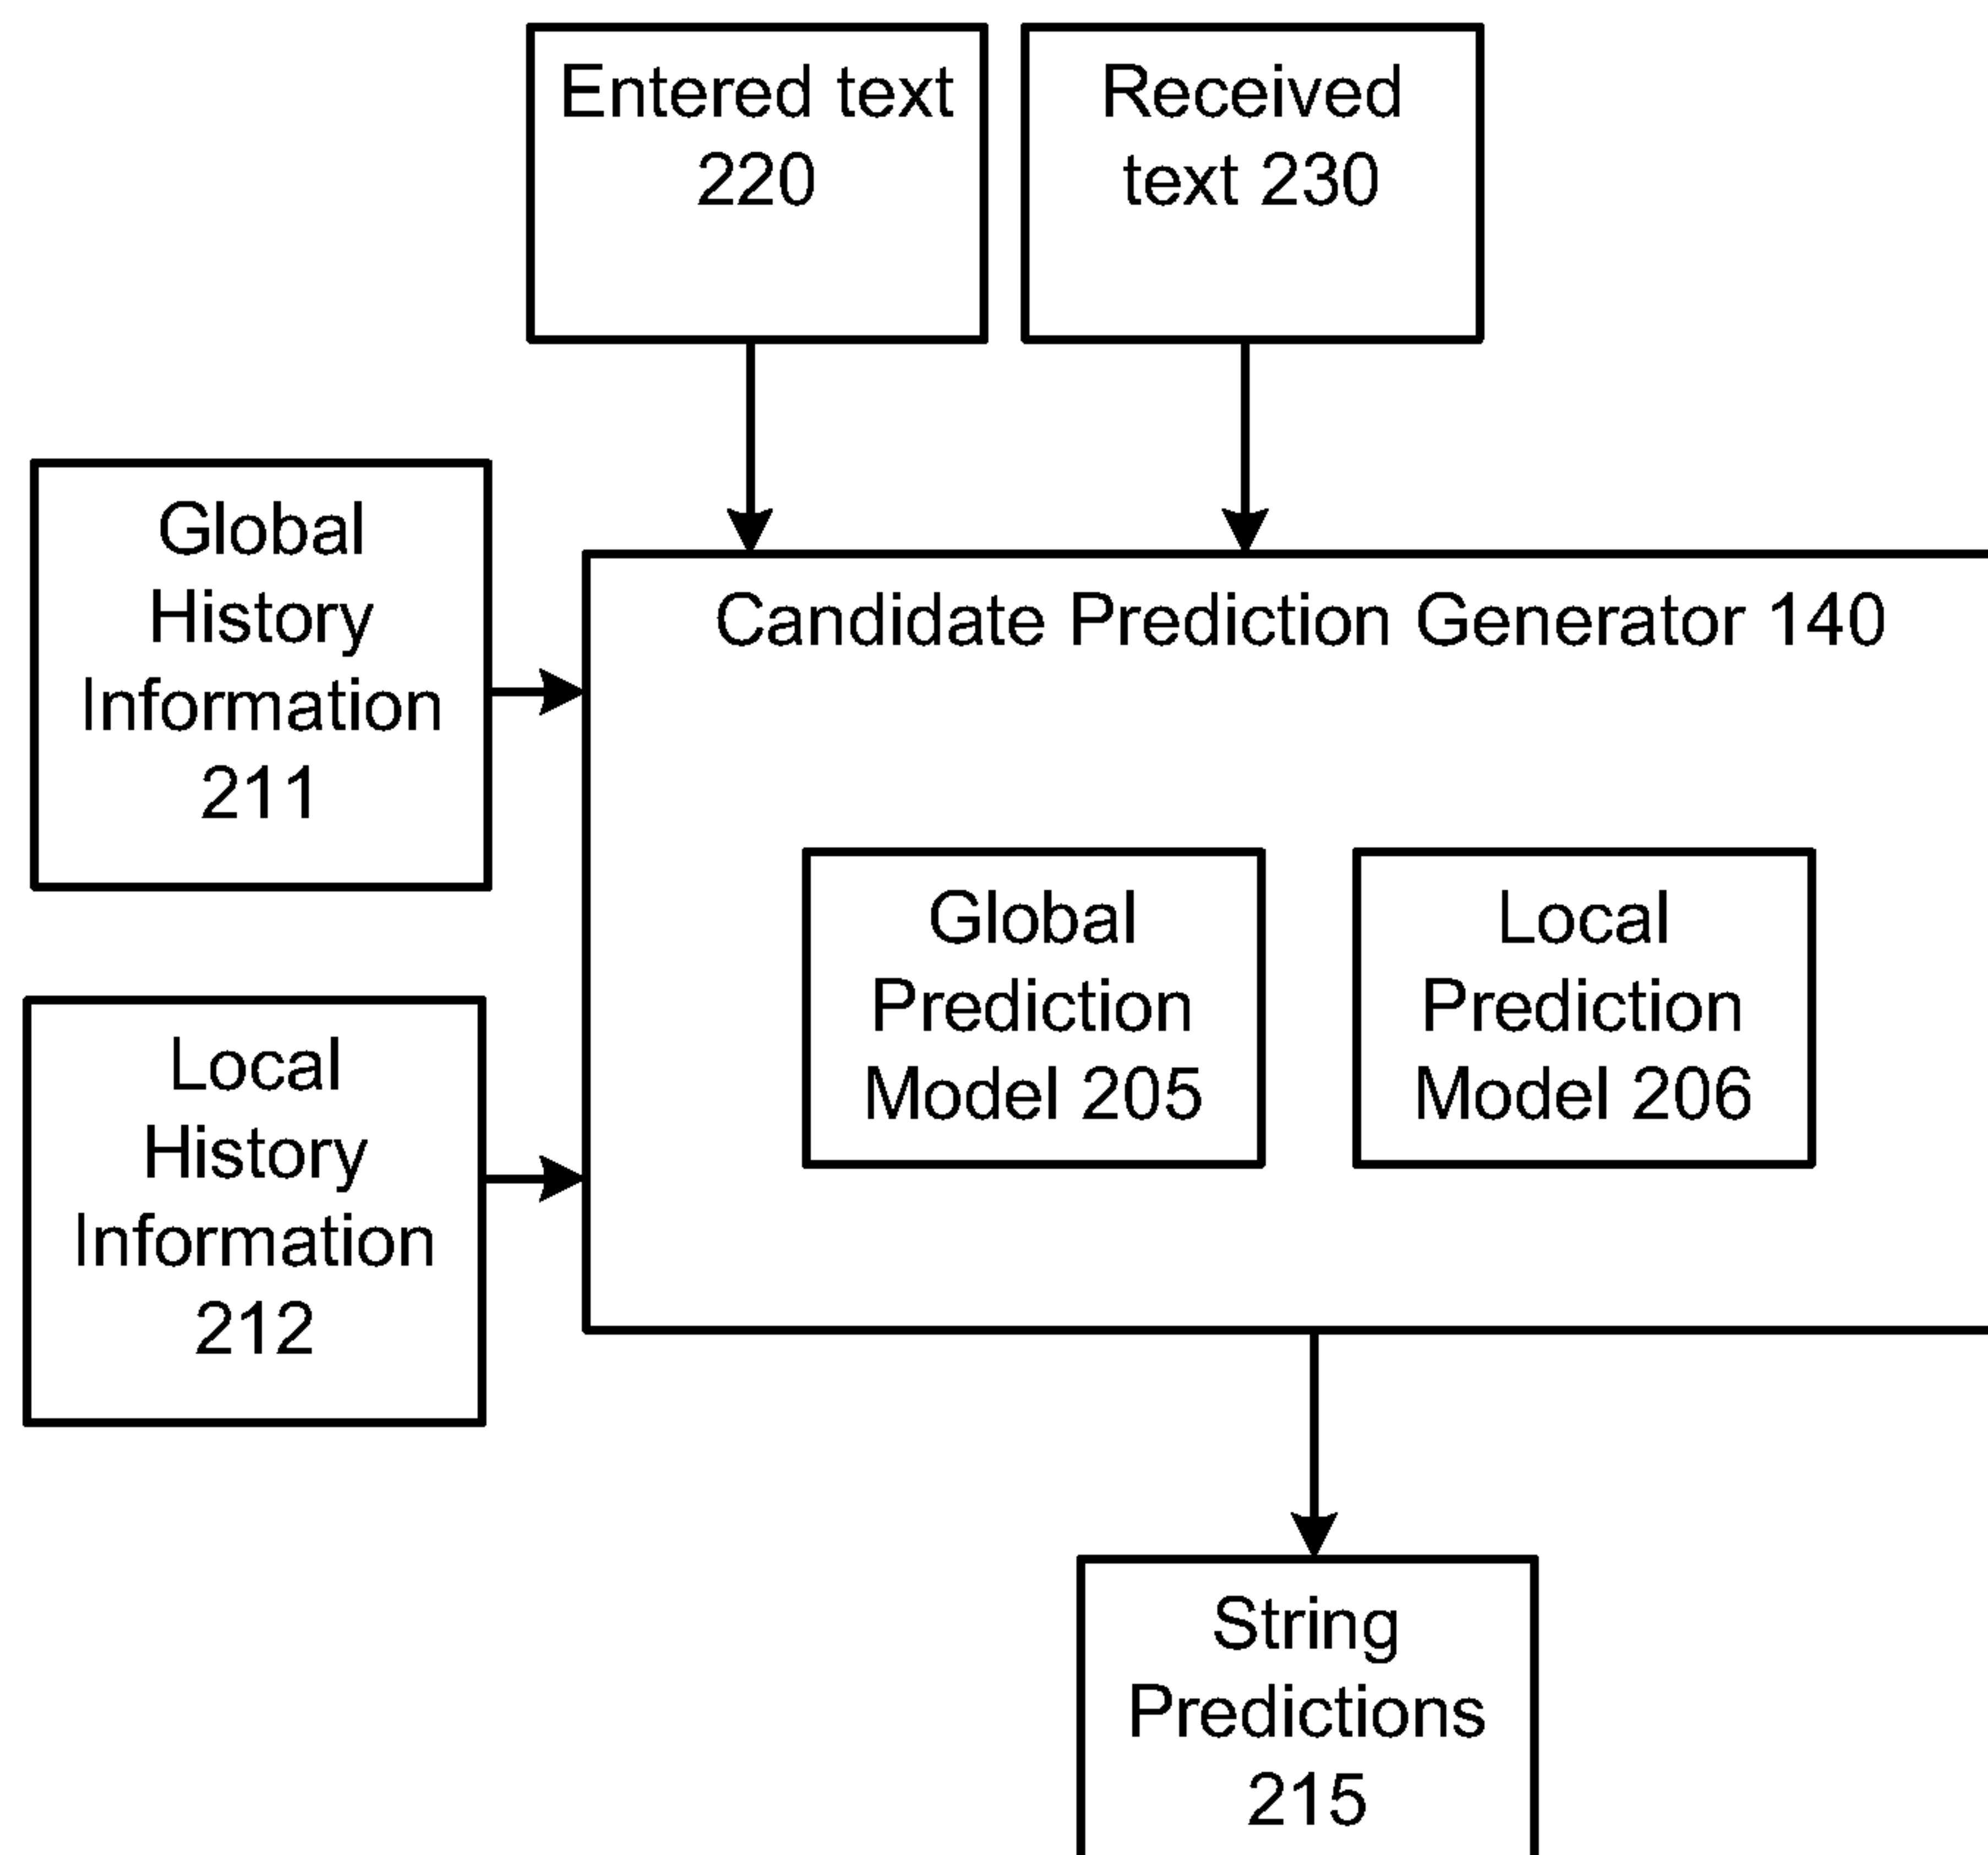 Entered text
220
Received
text 230
Global
History
Information
211
Candidate Prediction Generator 140
Global
Prediction
Model 205
Local
Prediction
Model 206
Local
History
Information
212
String
Predictions
215